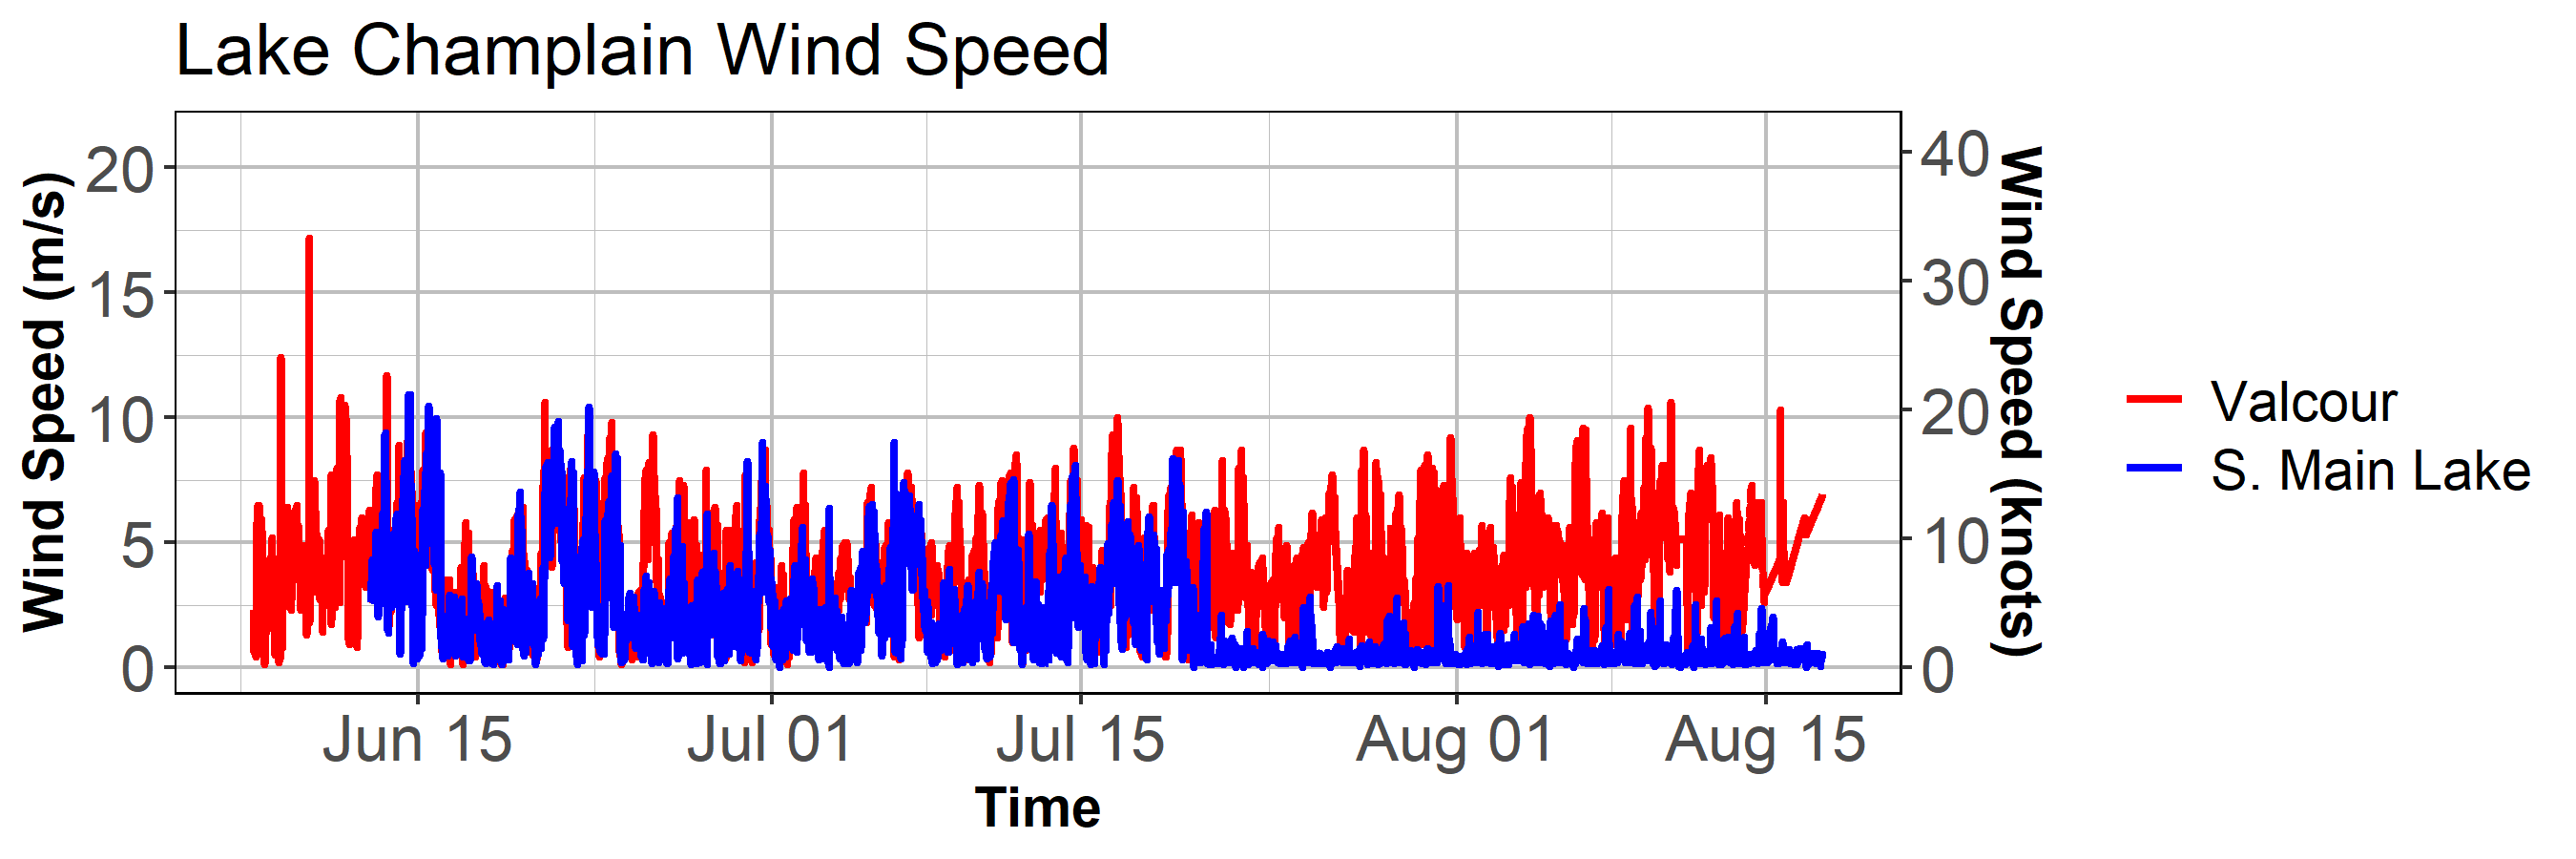 Lake Champlain Wind Speed
Wind Speed (m/s)
20
15
10
5
0
40
30
20
10
0
Wind Speed (knots)
Jun 15
Jul 01
Jul 15
Aug 01
Aug 15
Time
Valcour
S. Main Lake